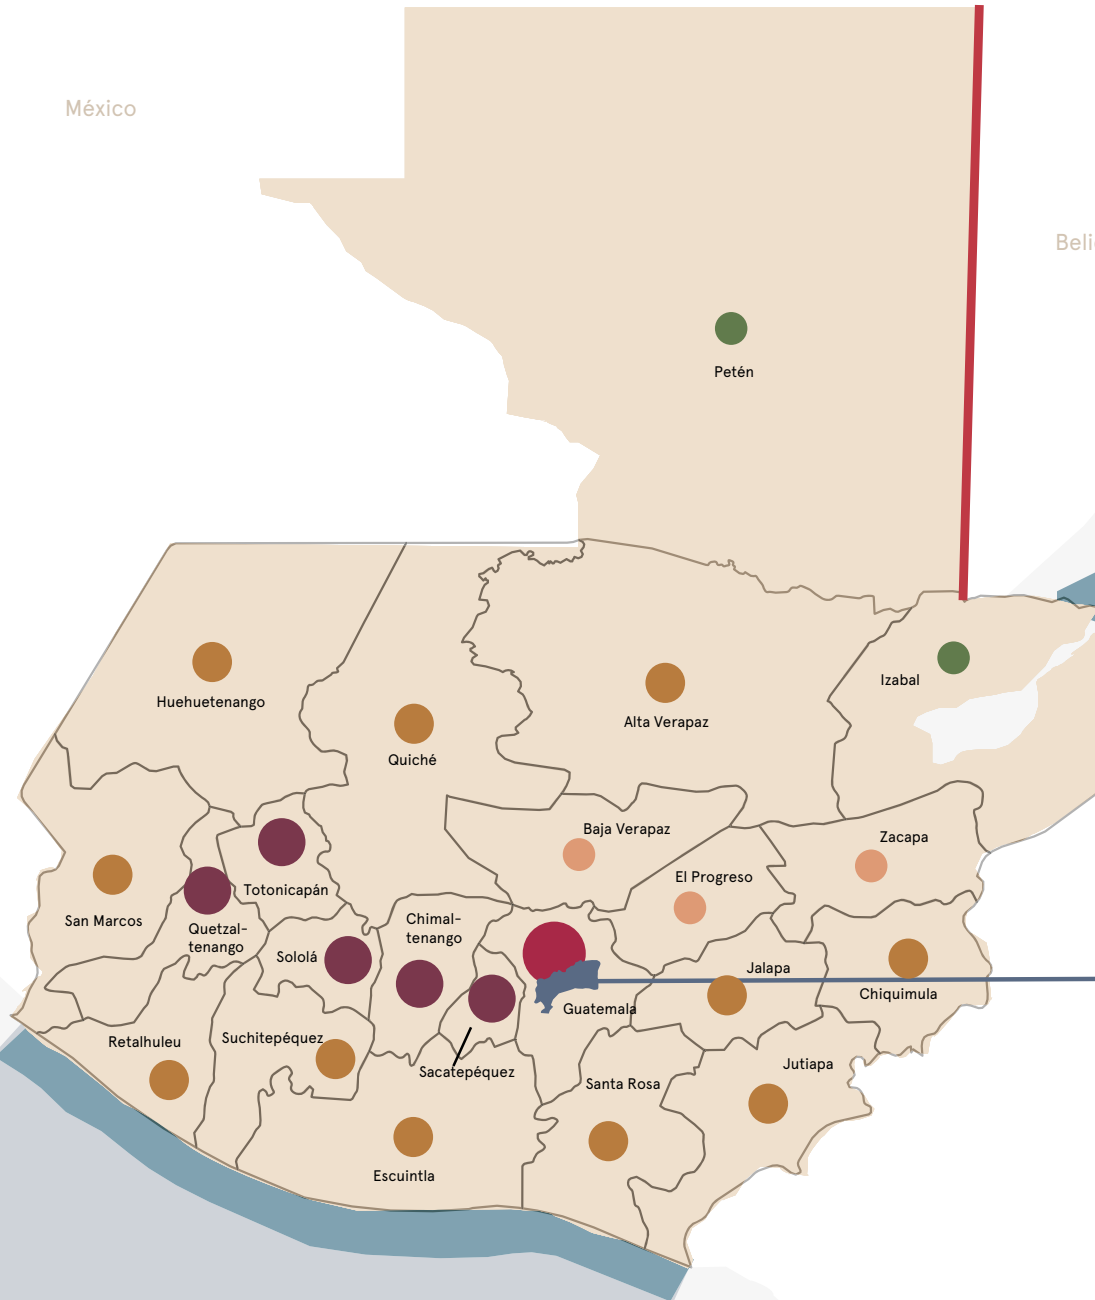 México
Beli
Petén
Izabal
Huehuetenango
Alta Verapaz
Quiché
Baja Verapaz
Zacapa
El Progreso
Totonicapán
San Marcos
Chimal-
tenango
Quetzal-
tenango
Sololá
Jalapa
Chiquimula
Guatemala
Suchitepéquez
Retalhuleu
Jutiapa
Sacatepéquez
Santa Rosa
Escuintla